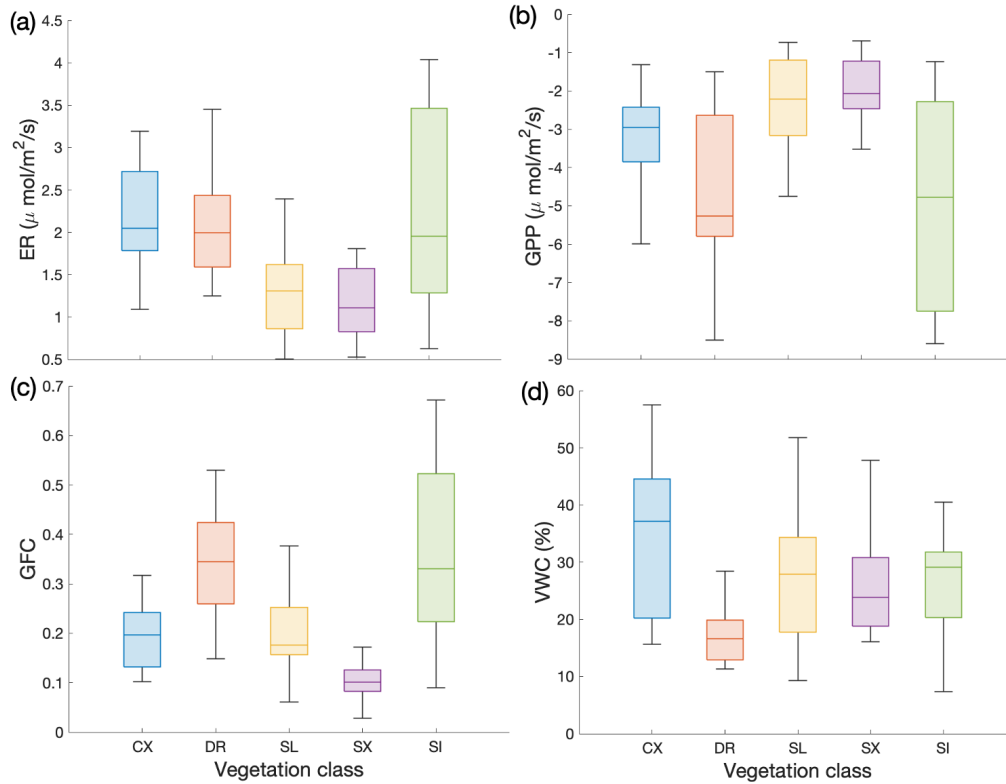 (a)
4.5
4
3.5
3
2.5
2
1.5
1
0.5
ER (μ mol/m²/s)
(b)
0
-1
-2
-3
-4
-5
-6
-7
-8
-9
GPP (μ mol/m²/s)
(c)
0.7
0.6
0.5
0.4
0.3
0.2
0.1
0
GFC
CX DR SL SX SI
Vegetation class
(d)
60
50
40
30
20
10
0
VWC (%)
CX DR SL SX SI
Vegetation class